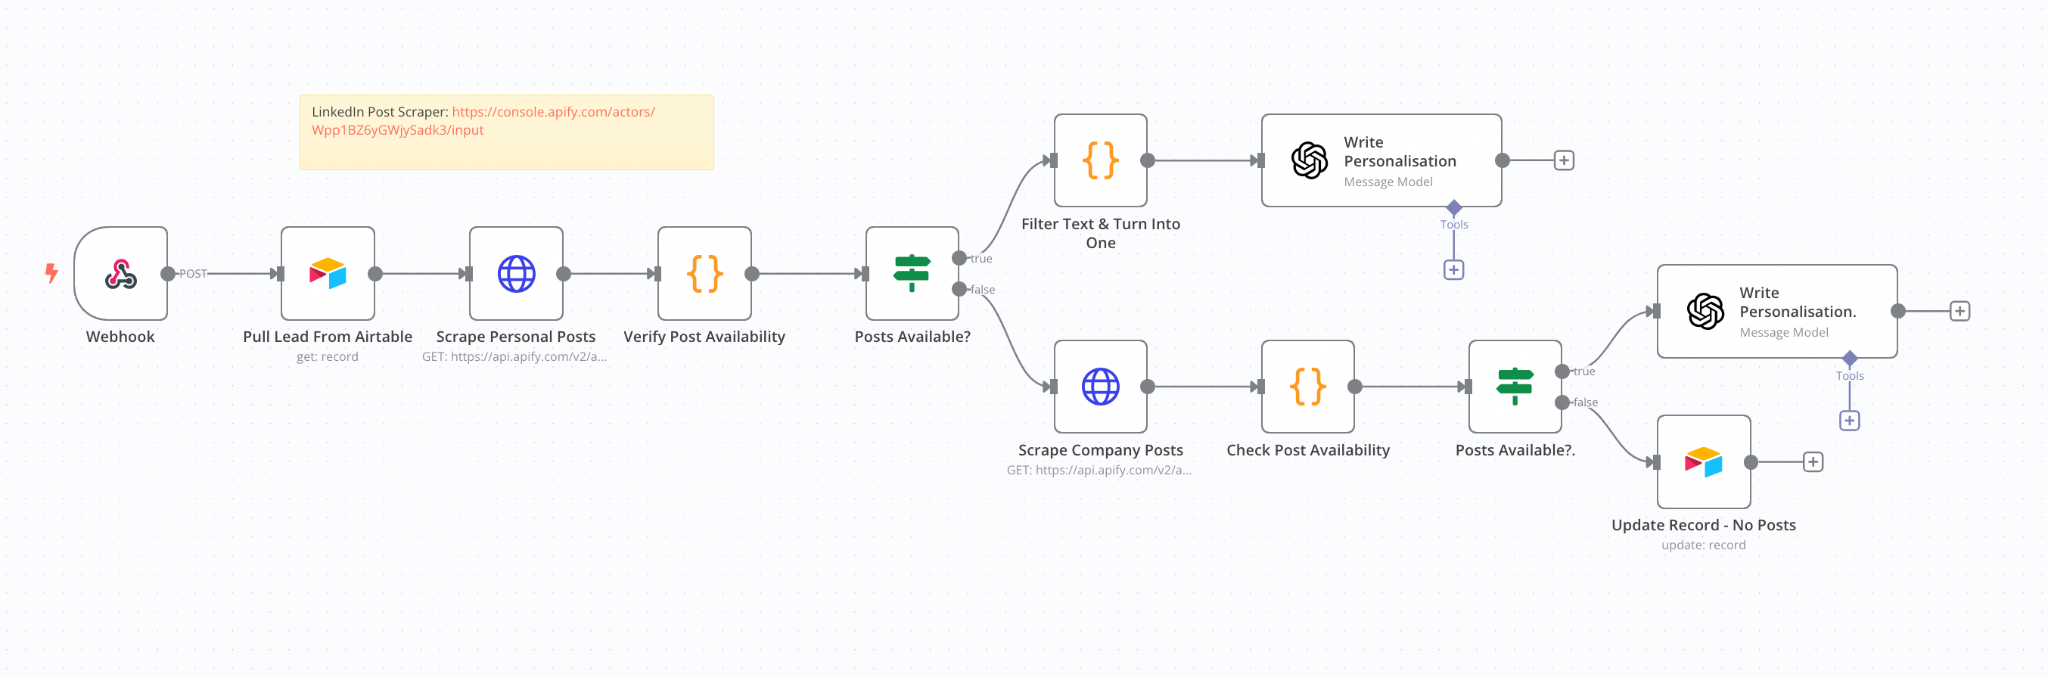 LinkedIn Post Scraper: https://console.apify.com/actors/
Wpp1BZ6yGWjySadk3/input
POST
Webhook
Pull Lead From Airtable
get: record
Scrape Personal Posts
GET: https://api.apify.com/v2/a...
Verify Post Availability
Posts Available?
true
false
Filter Text & Turn Into
One
Write
Personalisation
Message Model
Tools
Scrape Company Posts
GET: https://api.apify.com/v2/a...
Check Post Availability
Posts Available?.
true
false
Write
Personalisation.
Message Model
Tools
Update Record - No Posts
update: record